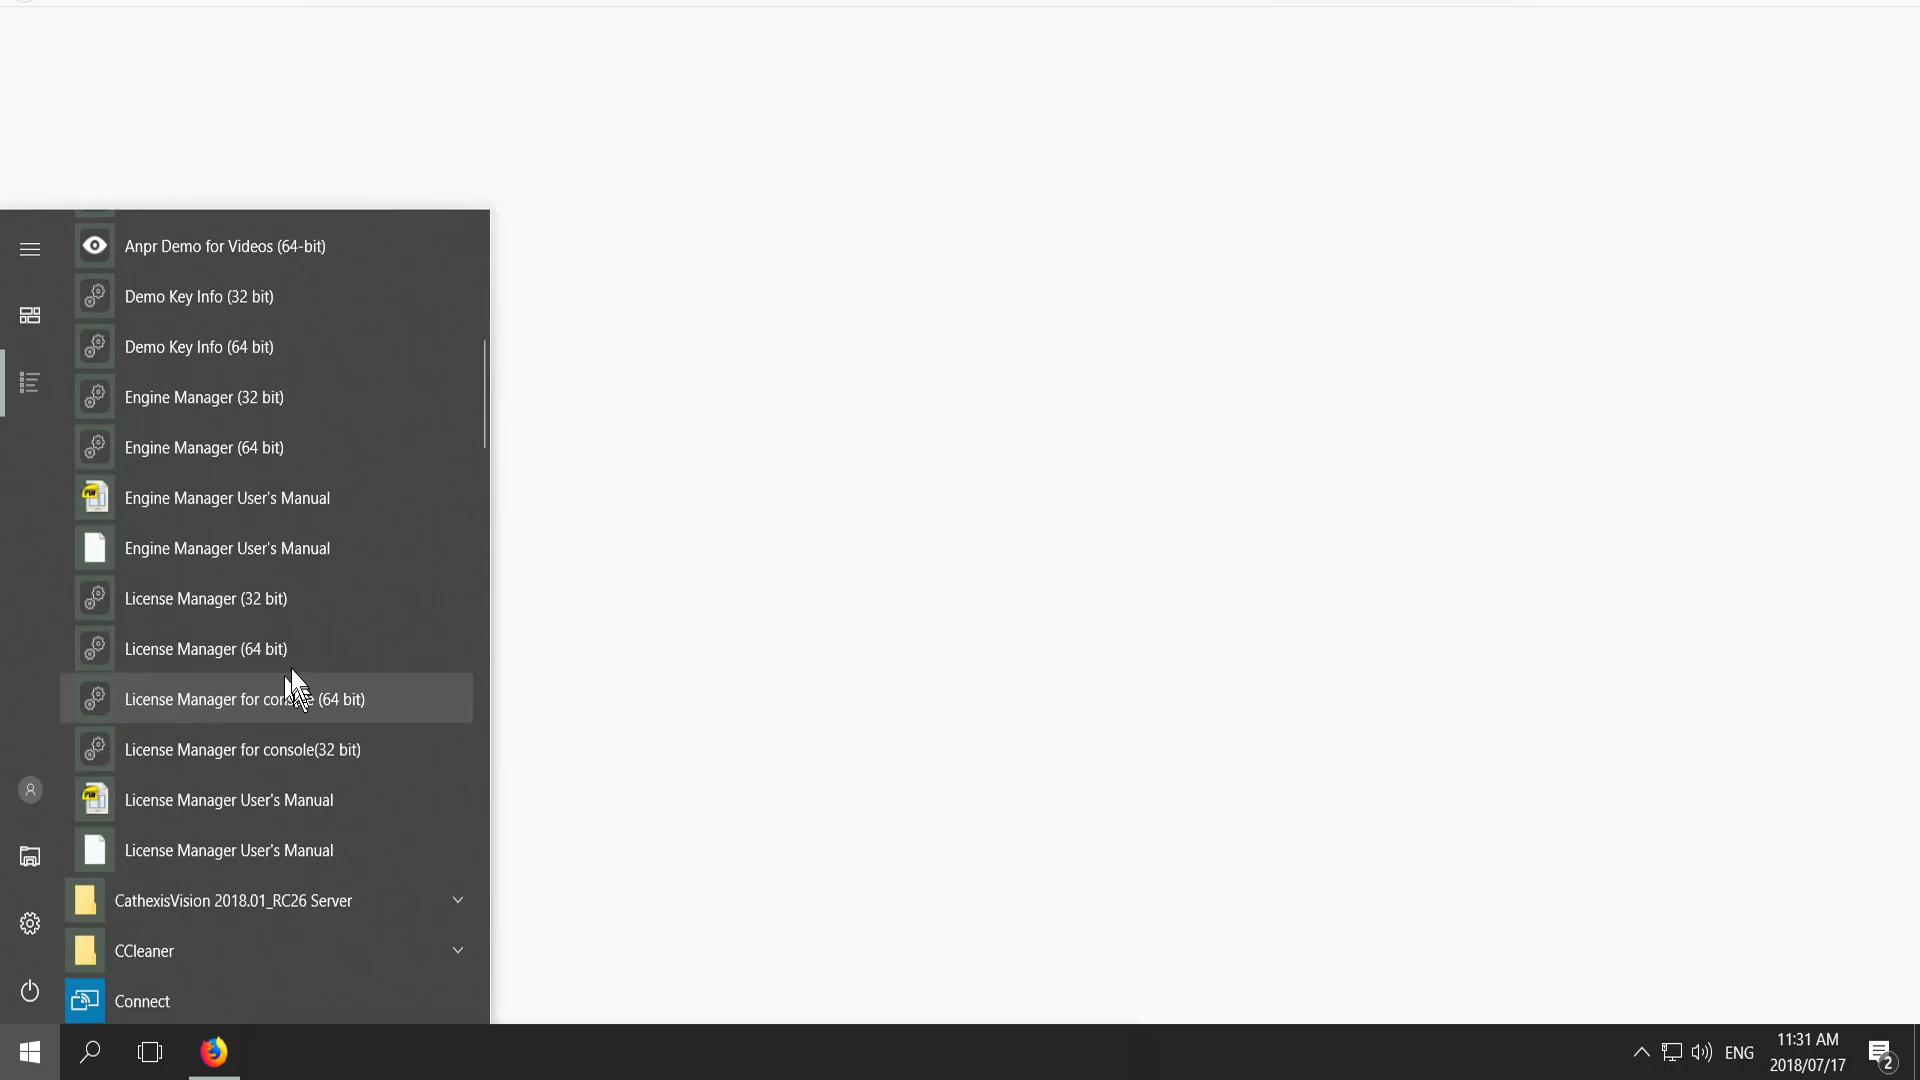 Anpr Demo for Videos (64-bit)
Demo Key Info (32 bit)
Demo Key Info (64 bit)
Engine Manager (32 bit)
Engine Manager (64 bit)
Engine Manager User's Manual
Engine Manager User's Manual
License Manager (32 bit)
License Manager (64 bit)
License Manager for console (64 bit)
License Manager for console(32 bit)
License Manager User's Manual
License Manager User's Manual
CathexisVision 2018.01_RC26 Server
CCleaner
Connect
ENG
11:31 AM
2018/07/17
2